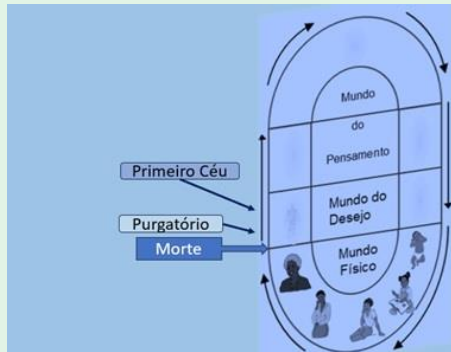 Mundo
do
Pensamento
Primeiro Céu
Mundo do
Desejo
Purgatório
Morte
Mundo
Físico